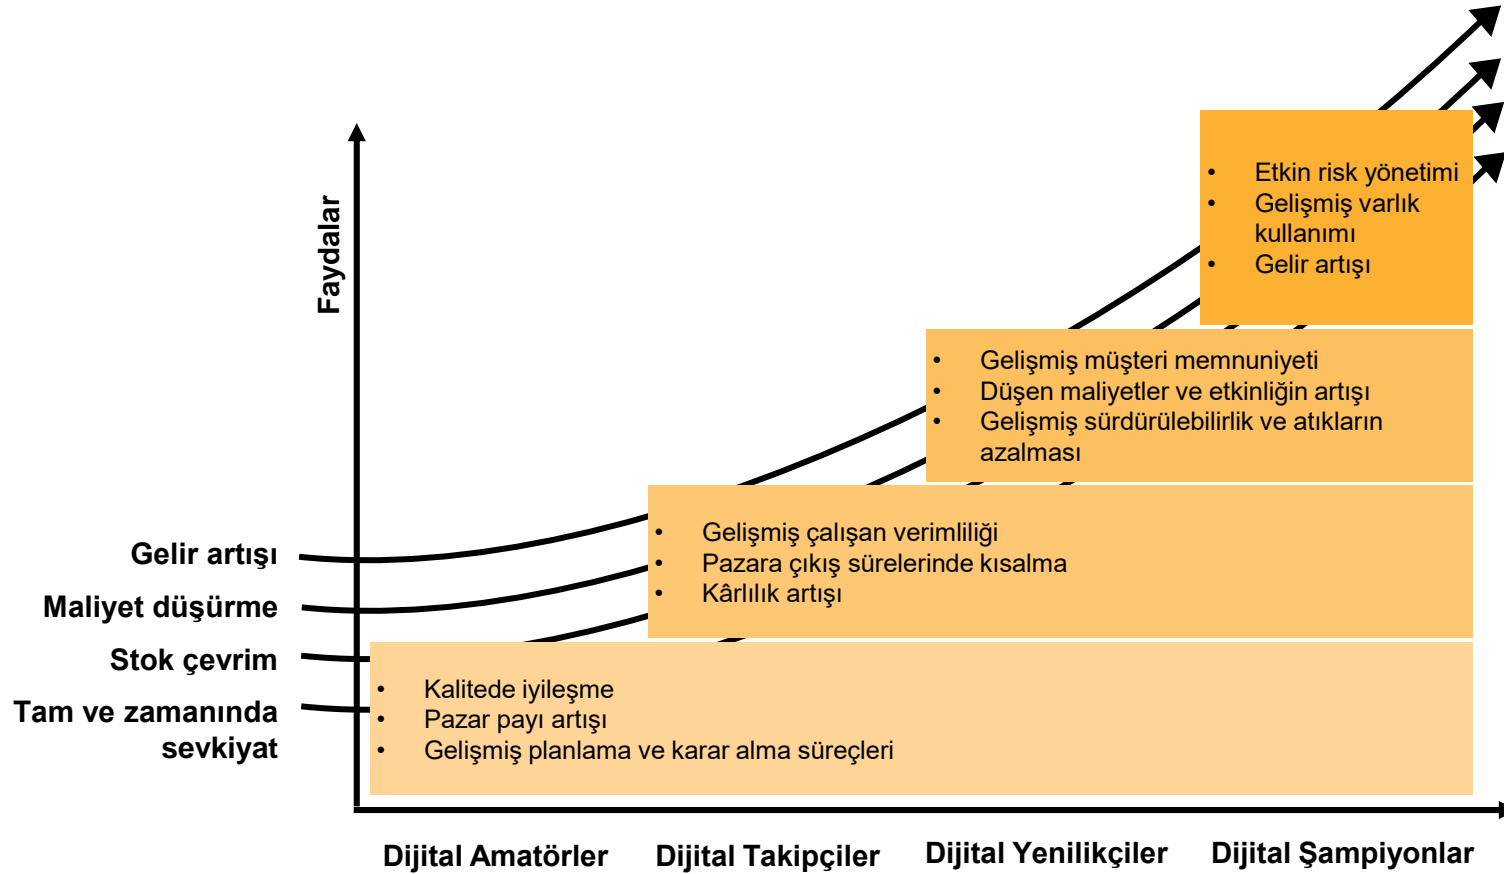 Faydalar
• Etkin risk yönetimi
• Gelişmiş varlık
kullanımı
• Gelir artışı
• Gelişmiş müşteri memnuniyeti
• Düşen maliyetler ve etkinliğin artışı
• Gelişmiş sürdürülebilirlik ve atıkların
azalması
• Gelişmiş çalışan verimliliği
• Pazara çıkış sürelerinde kısalma
• Kârlılık artışı
• Kalitede iyileşme
• Pazar payı artışı
• Gelişmiş planlama ve karar alma süreçleri
Gelir artışı
Maliyet düşürme
Stok çevrim
Tam ve zamanında
sevkiyat
Dijital Amatörler
Dijital Takipçiler
Dijital Yenilikçiler
Dijital Şampiyonlar